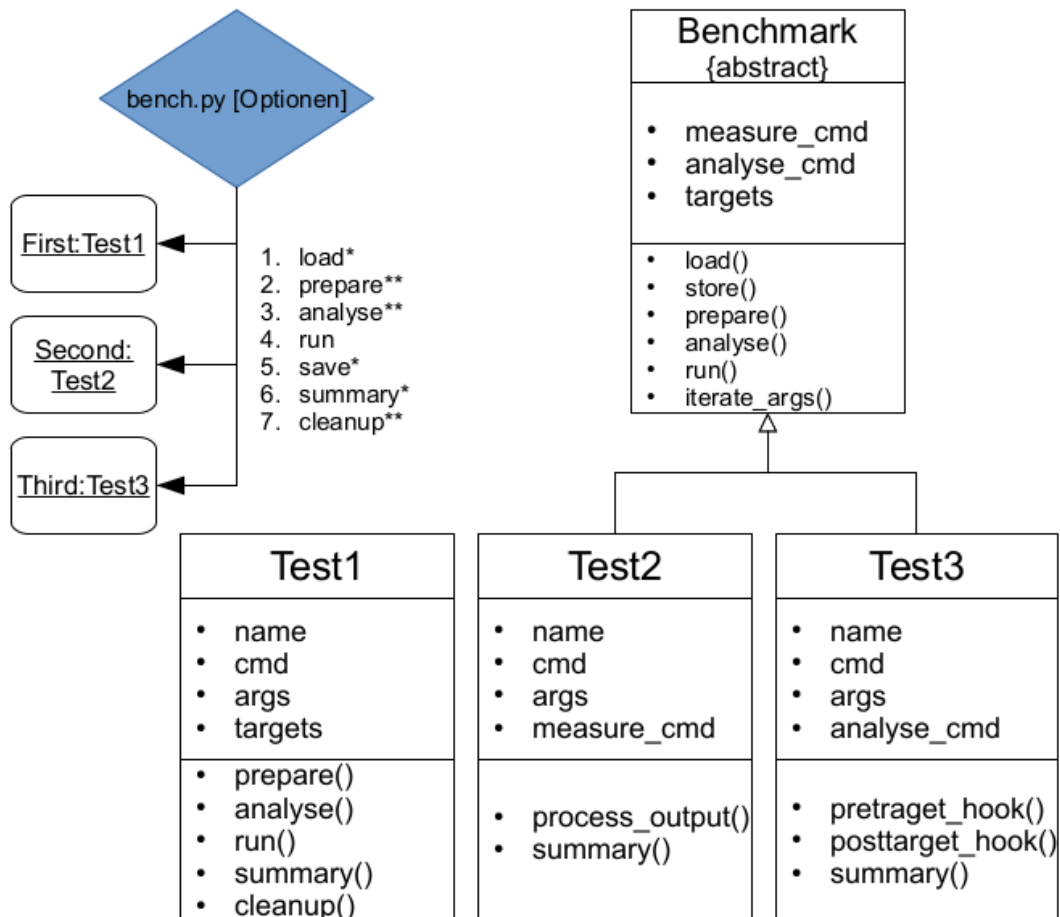 bench.py [Optionen]
First:Test1
Second:
Test2
Third:Test3
1. load*
2. prepare**
3. analyse**
4. run
5. save*
6. summary*
7. cleanup**
Benchmark
{abstract}
• measure_cmd
• analyse_cmd
• targets
• load()
• store()
• prepare()
• analyse()
• run()
• iterate_args()
Test1
• name
• cmd
• args
• targets
• prepare()
• analyse()
• run()
• summary()
• cleanup()
Test2
• name
• cmd
• args
• measure_cmd
• process_output()
• summary()
Test3
• name
• cmd
• args
• analyse_cmd
• pretraget_hook()
• posttarget_hook()
• summary()